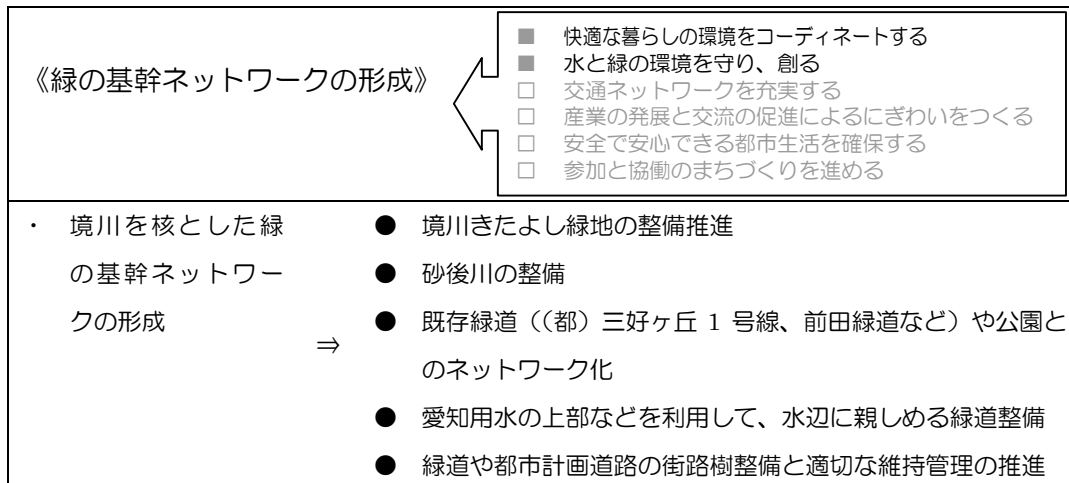 《緑の基幹ネットワークの形成》
■ 快適な暮らしの環境をコーディネートする
■ 水と緑の環境を守り、創る
□ 交通ネットワークを充実する
□ 産業の発展と交流の促進によるにぎわいをつくる
□ 安全で安心できる都市生活を確保する
□ 参加と協働のまちづくりを進める
・ 境川を核とした緑
の基幹ネットワー
クの形成
⇒
● 境川きたよし緑地の整備推進
● 砂後川の整備
● 既存緑道（(都）三好ヶ丘 1 号線、前田緑道など）や公園と
のネットワーク化
● 愛知用水の上部などを利用して、水辺に親しめる緑道整備
● 緑道や都市計画道路の街路樹整備と適切な維持管理の推進